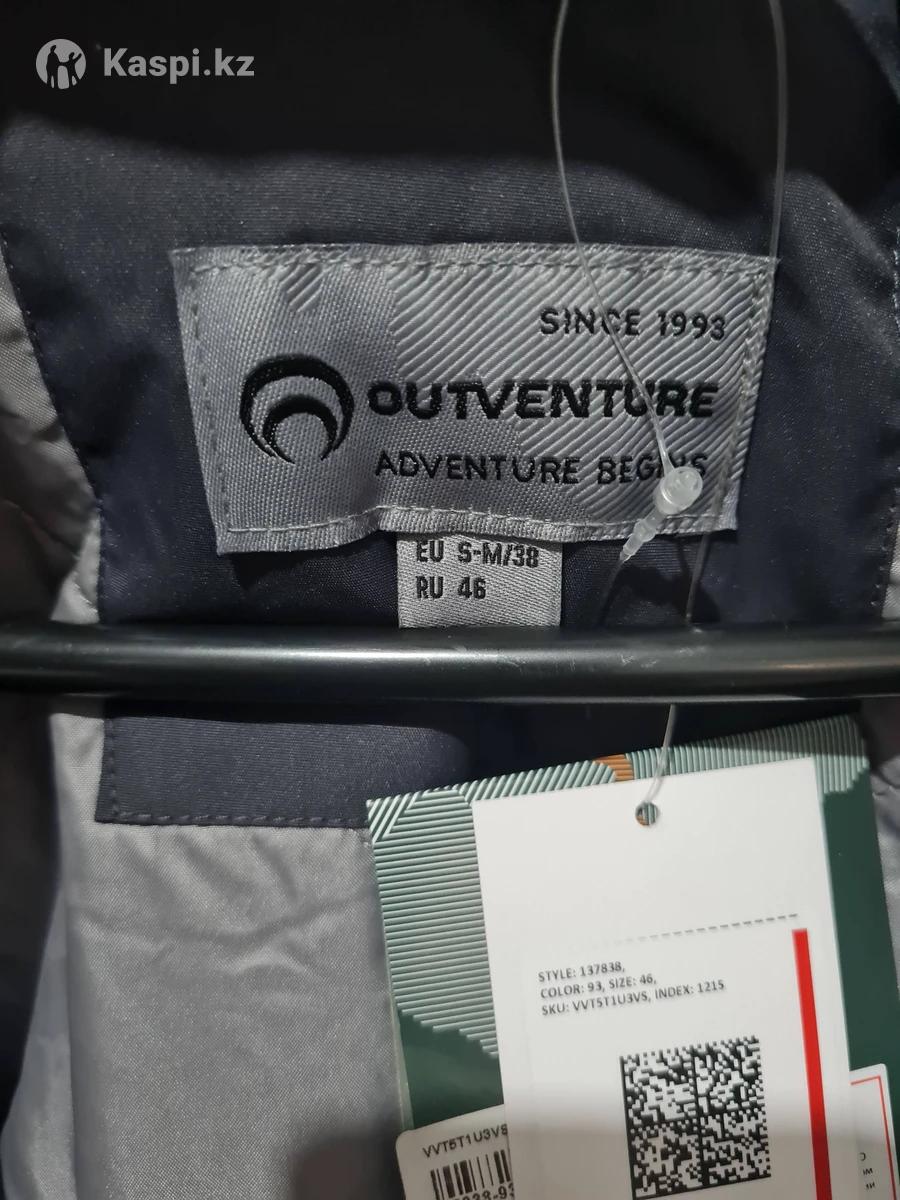 Kaspi.kz
SINCE 1993
OUTVENTURE
ADVENTURE BEGINS
EU S-M/38
RU 46
STYLE: 137838,
COLOR: 93, SIZE: 46,
SKU: VVT5T1U3VS, INDEX: 1215
VVT5T1U3VS